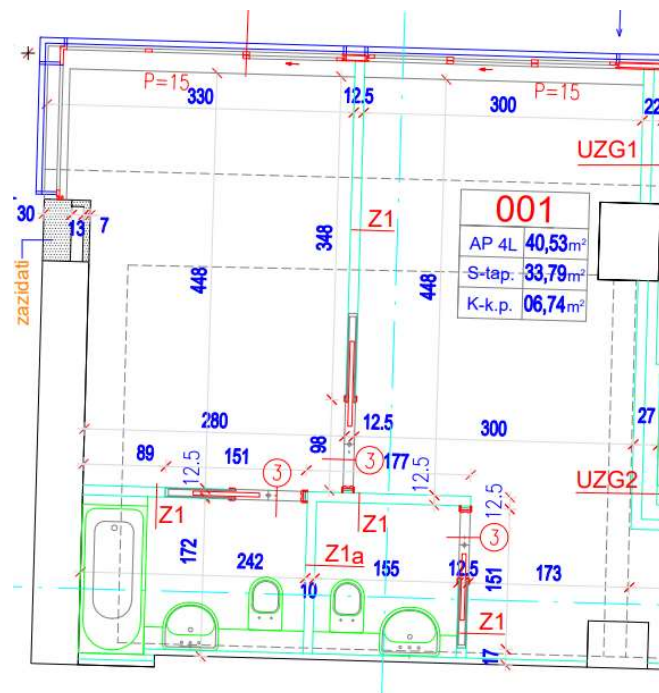 P=15
P=15
330
12.5
300
22
UZG1
001
AP 4L 40,53m²
S-tap. 33,79m²
K-k.p. 06,74m²
Z1
30
13
7
zazidati
348
448
448
280
12.5
300
27
89
151
98
3
177
12.5
12.5
3
12.5
UZG2
Z1
Z1
3
172
242
Z1a
155
12.5
151
173
10
Z1
17